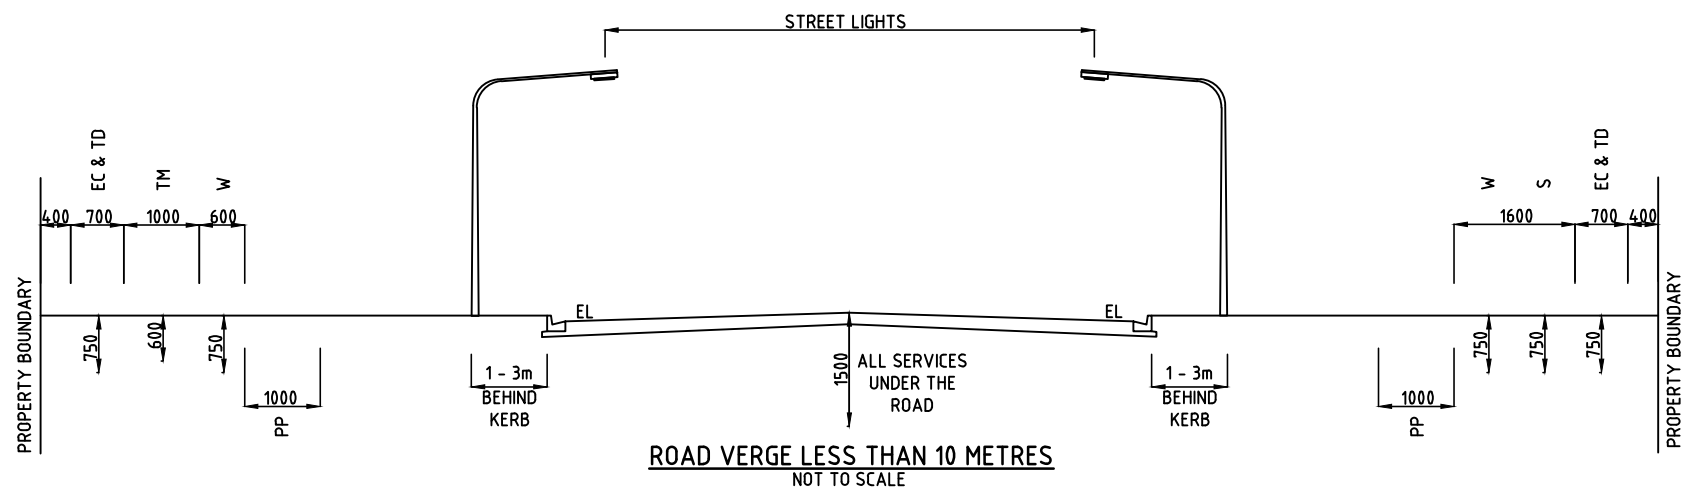 STREET LIGHTS
EC & TD
TM
W
W
S
EC & TD
400
700
1000
600
1600
700
400
PROPERTY BOUNDARY
EL
EL
PROPERTY BOUNDARY
750
600
750
1500
750
750
750
ALL SERVICES
UNDER THE
ROAD
1 - 3m
BEHIND
KERB
1 - 3m
BEHIND
KERB
1000
PP
1000
PP
ROAD VERGE LESS THAN 10 METRES
NOT TO SCALE